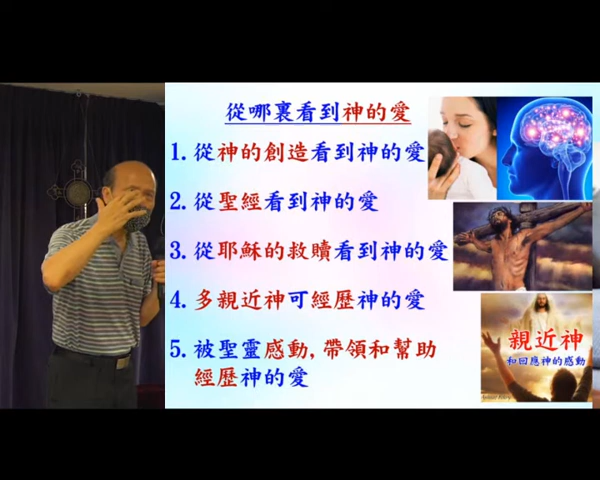 從哪裏看到神的愛
1. 從神的創造看到神的愛
2. 從聖經看到神的愛
3. 從耶穌的救贖看到神的愛
4. 多親近神可經歷神的愛
5. 被聖靈感動, 帶領和幫助
經歷神的愛
親近神
和回應神的感動